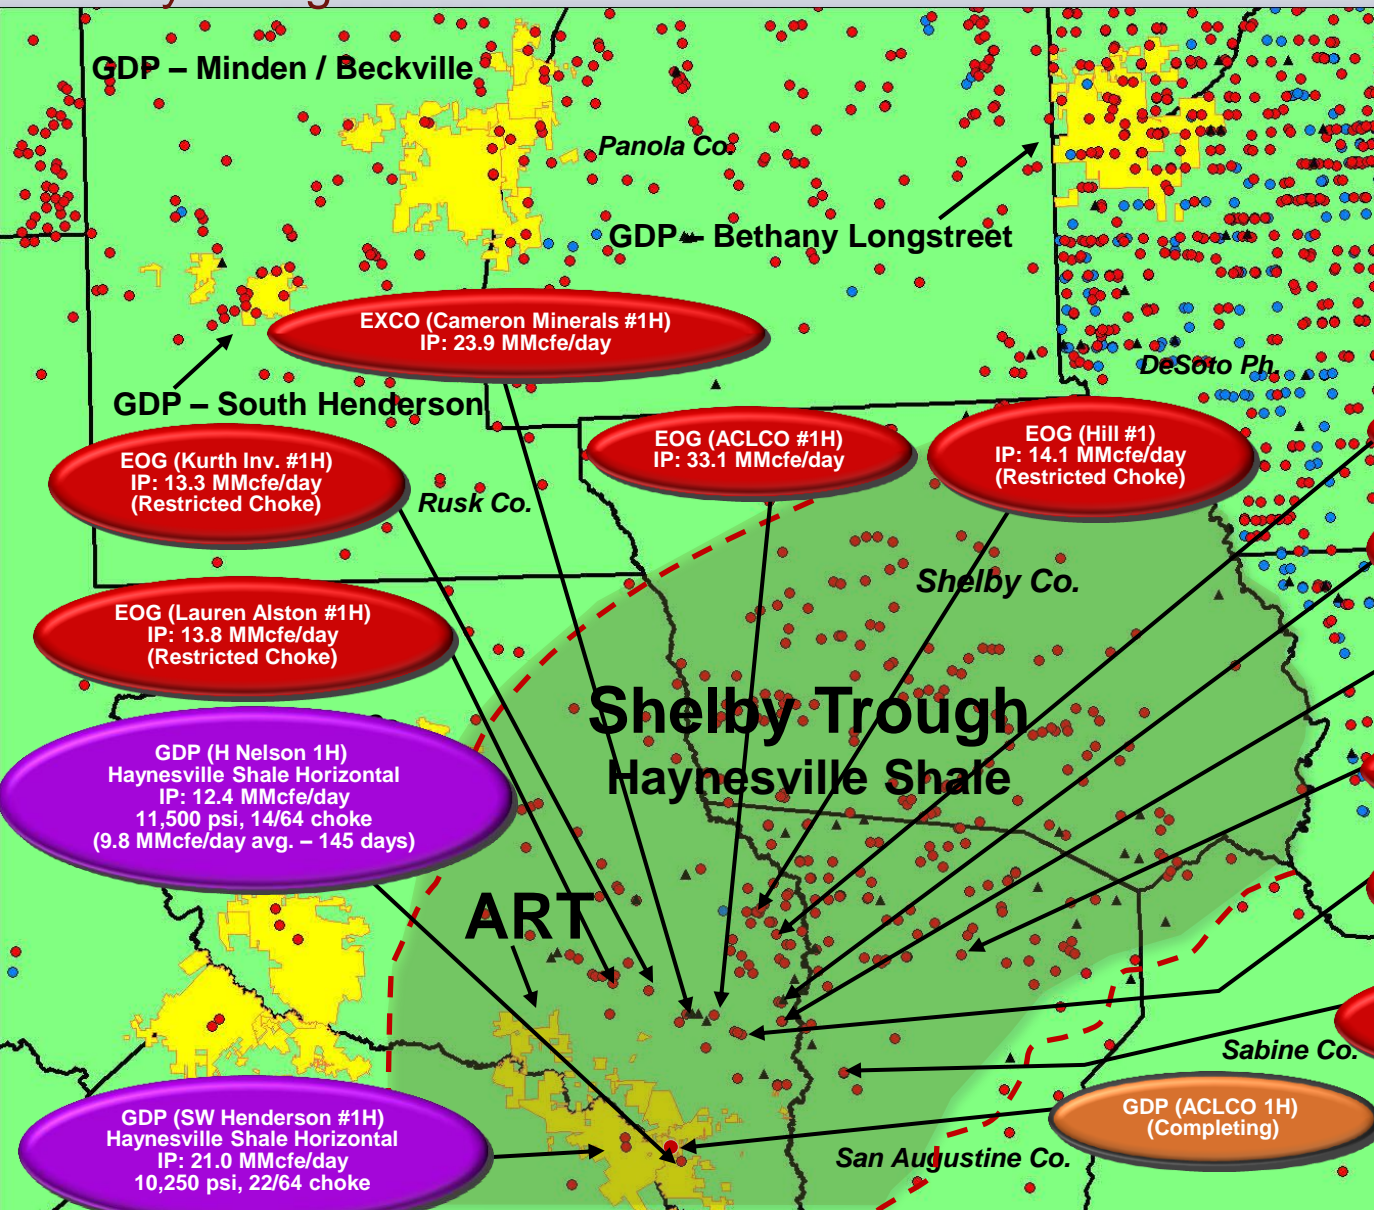 GDP – Minden / Beckville
Panola Co.
GDP – Bethany Longstreet
EXCO (Cameron Minerals #1H)
IP: 23.9 MMcfe/day
DeSoto Ph.
GDP – South Henderson
EOG (Kurth Inv. #1H)
IP: 13.3 MMcfe/day
(Restricted Choke)
Rusk Co.
EOG (ACLCO #1H)
IP: 33.1 MMcfe/day
EOG (Hill #1)
IP: 14.1 MMcfe/day
(Restricted Choke)
Shelby Co.
EOG (Lauren Alston #1H)
IP: 13.8 MMcfe/day
(Restricted Choke)
Shelby Trough
Haynesville Shale
GDP (H Nelson 1H)
Haynesville Shale Horizontal
IP: 12.4 MMcfe/day
11,500 psi, 14/64 choke
(9.8 MMcfe/day avg. – 145 days)
ART
Sabine Co.
GDP (SW Henderson #1H)
Haynesville Shale Horizontal
IP: 21.0 MMcfe/day
10,250 psi, 22/64 choke
GDP (ACLCO 1H)
(Completing)
San Augustine Co.